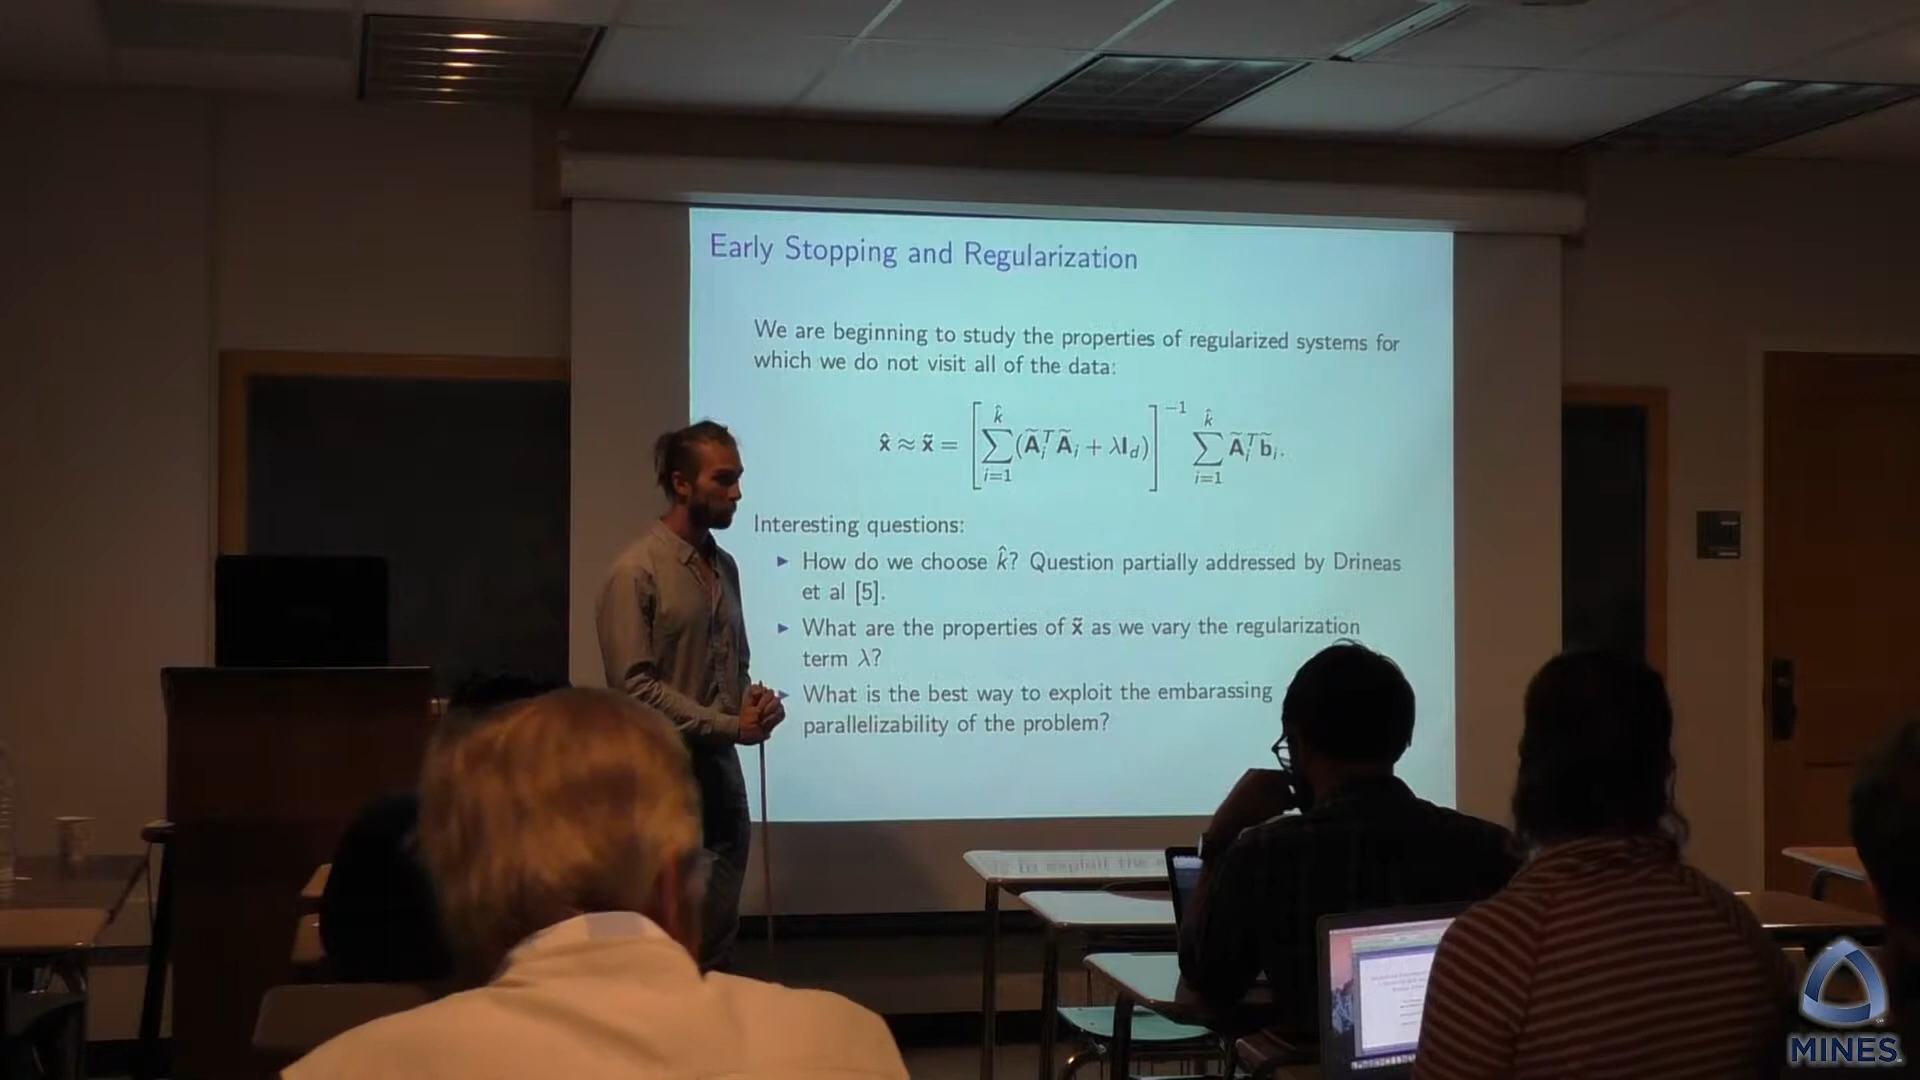 Early Stopping and Regularization
We are beginning to study the properties of regularized systems for
which we do not visit all of the data:
x̂ ≈ x̃ = [∑_{i=1}^{k̂} (Ã_i^T Ã_i + λI_d)]^{-1} ∑_{i=1}^{k̂} Ã_i^T b̃_i.
Interesting questions:
► How do we choose k̂? Question partially addressed by Drineas
et al [5].
► What are the properties of x̃ as we vary the regularization
term λ?
► What is the best way to exploit the embarassing
parallelizability of the problem?
to exploit the
MINES